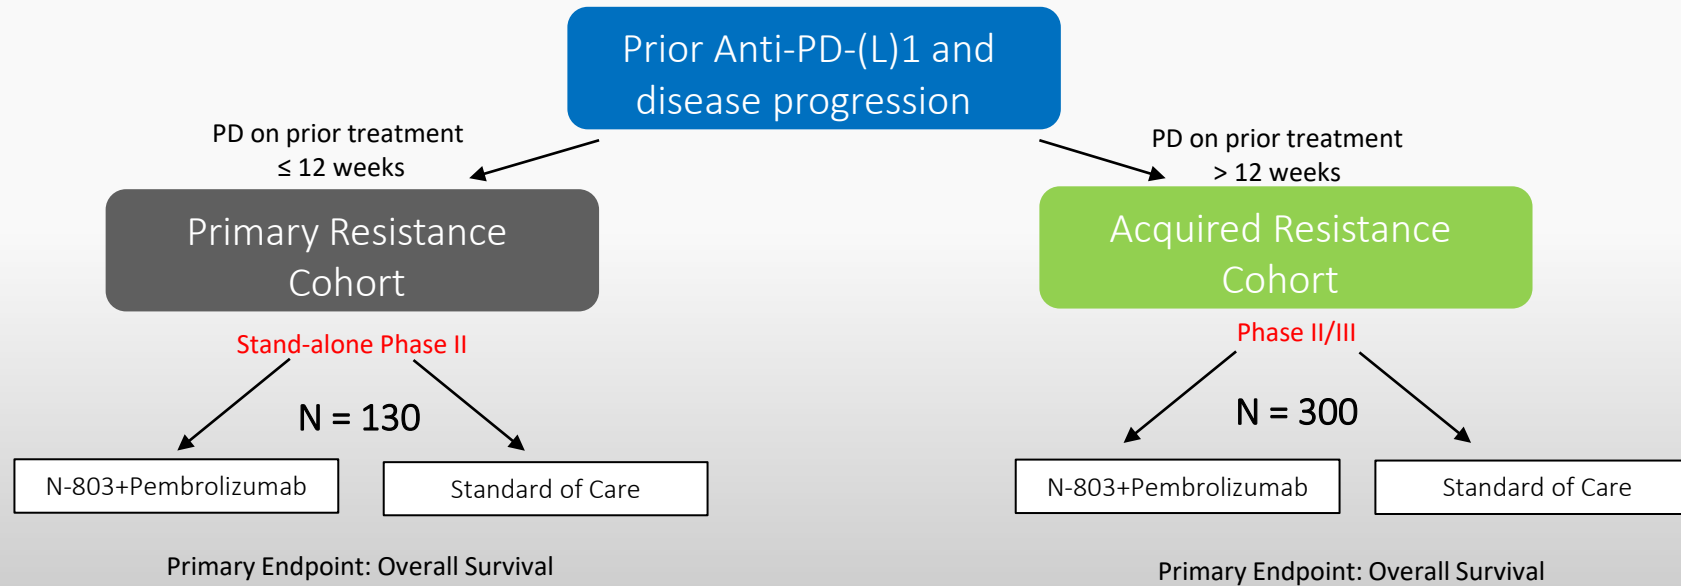 Prior Anti-PD-(L)1 and
disease progression
PD on prior treatment
≤ 12 weeks
PD on prior treatment
> 12 weeks
Primary Resistance
Cohort
Acquired Resistance
Cohort
Stand-alone Phase II
Phase II/III
N = 130
N = 300
N-803+Pembrolizumab
Standard of Care
N-803+Pembrolizumab
Standard of Care
Primary Endpoint: Overall Survival
Primary Endpoint: Overall Survival